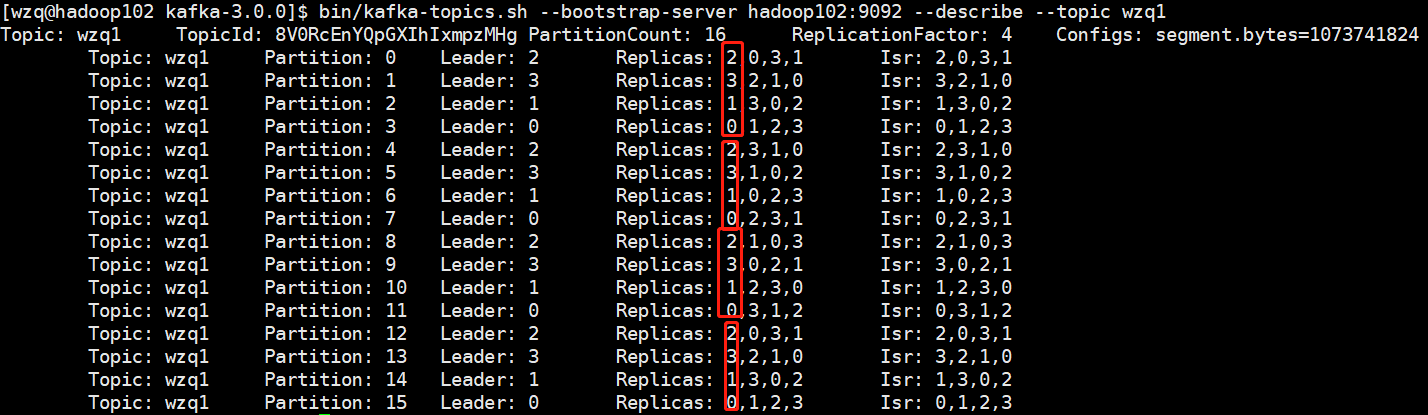 [wzq@hadoop102 kafka-3.0.0]$ bin/kafka-topics.sh --bootstrap-server hadoop102:9092 --describe --topic wzq1
Topic: wzq1 TopicId: 8V0RcEnYQpGXIhIxmpzMHg PartitionCount: 16 ReplicationFactor: 4 Configs: segment.bytes=1073741824
Topic: wzq1 Partition: 0 Leader: 2 Replicas: 2,0,3,1 Isr: 2,0,3,1
Topic: wzq1 Partition: 1 Leader: 3 Replicas: 3,2,1,0 Isr: 3,2,1,0
Topic: wzq1 Partition: 2 Leader: 1 Replicas: 1,3,0,2 Isr: 1,3,0,2
Topic: wzq1 Partition: 3 Leader: 0 Replicas: 0,1,2,3 Isr: 0,1,2,3
Topic: wzq1 Partition: 4 Leader: 2 Replicas: 2,3,1,0 Isr: 2,3,1,0
Topic: wzq1 Partition: 5 Leader: 3 Replicas: 3,1,0,2 Isr: 3,1,0,2
Topic: wzq1 Partition: 6 Leader: 1 Replicas: 1,0,2,3 Isr: 1,0,2,3
Topic: wzq1 Partition: 7 Leader: 0 Replicas: 0,2,3,1 Isr: 0,2,3,1
Topic: wzq1 Partition: 8 Leader: 2 Replicas: 2,1,0,3 Isr: 2,1,0,3
Topic: wzq1 Partition: 9 Leader: 3 Replicas: 3,0,2,1 Isr: 3,0,2,1
Topic: wzq1 Partition: 10 Leader: 1 Replicas: 1,2,3,0 Isr: 1,2,3,0
Topic: wzq1 Partition: 11 Leader: 0 Replicas: 0,3,1,2 Isr: 0,3,1,2
Topic: wzq1 Partition: 12 Leader: 2 Replicas: 2,0,3,1 Isr: 2,0,3,1
Topic: wzq1 Partition: 13 Leader: 3 Replicas: 3,2,1,0 Isr: 3,2,1,0
Topic: wzq1 Partition: 14 Leader: 1 Replicas: 1,3,0,2 Isr: 1,3,0,2
Topic: wzq1 Partition: 15 Leader: 0 Replicas: 0,1,2,3 Isr: 0,1,2,3